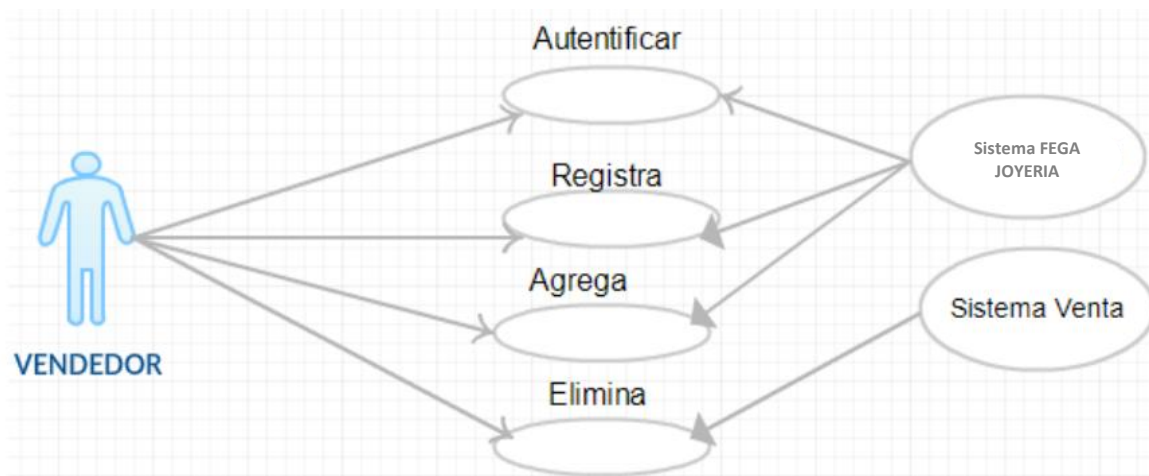 Autentificar
Sistema FEGA
JOYERIA
Registra
Agrega
Sistema Venta
VENDEDOR
Elimina